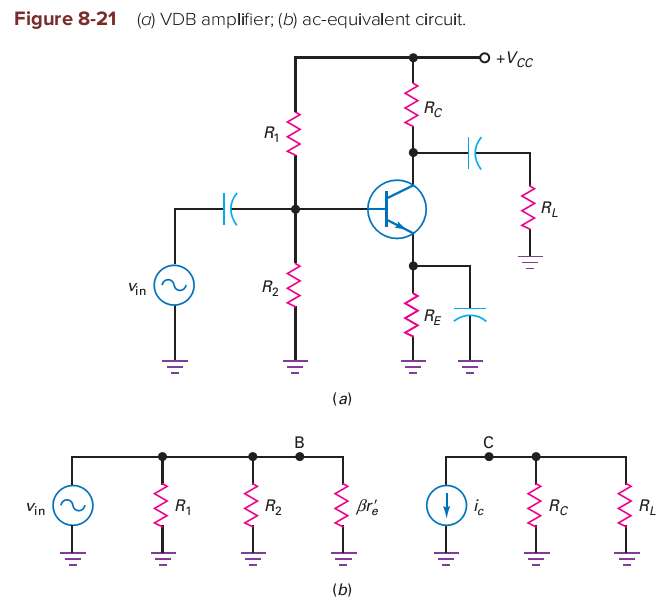 Figure 8-21 (a) VDB amplifier; (b) ac-equivalent circuit.
+VCC
RC
R1
RL
vin
R2
RE
(a)
B
C
vin
R1
R2
βr′e
ic
RC
RL
(b)